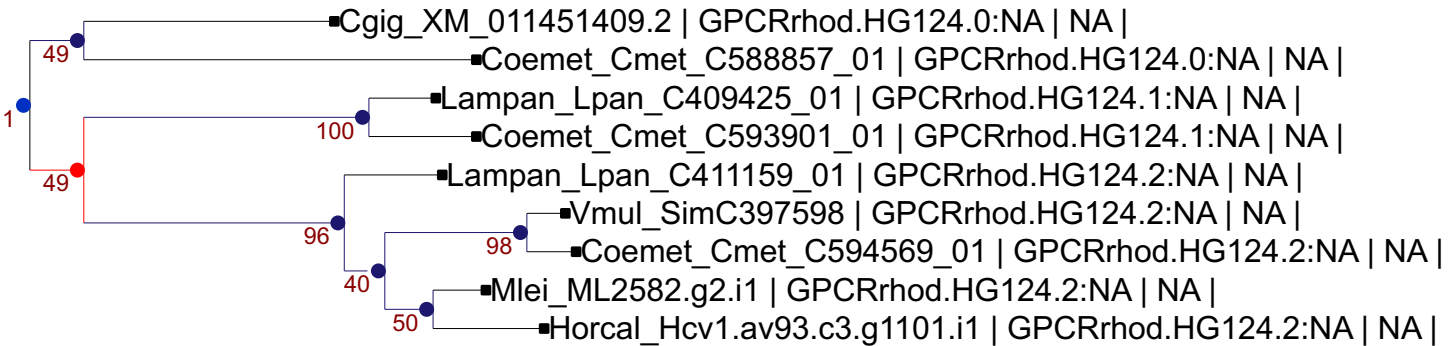 Cgig_XM_011451409.2 | GPCRrhod.HG124.0:NA | NA |
49
Coemet_Cmet_C588857_01 | GPCRrhod.HG124.0:NA | NA |
Lampan_Lpan_C409425_01 | GPCRrhod.HG124.1:NA | NA |
1
100
Coemet_Cmet_C593901_01 | GPCRrhod.HG124.1:NA | NA |
49
Lampan_Lpan_C411159_01 | GPCRrhod.HG124.2:NA | NA |
Vmul_SimC397598 | GPCRrhod.HG124.2:NA | NA |
96
98
Coemet_Cmet_C594569_01 | GPCRrhod.HG124.2:NA | NA |
40
Mlei_ML2582.g2.i1 | GPCRrhod.HG124.2:NA | NA |
50
Horcal_Hcv1.av93.c3.g1101.i1 | GPCRrhod.HG124.2:NA | NA |